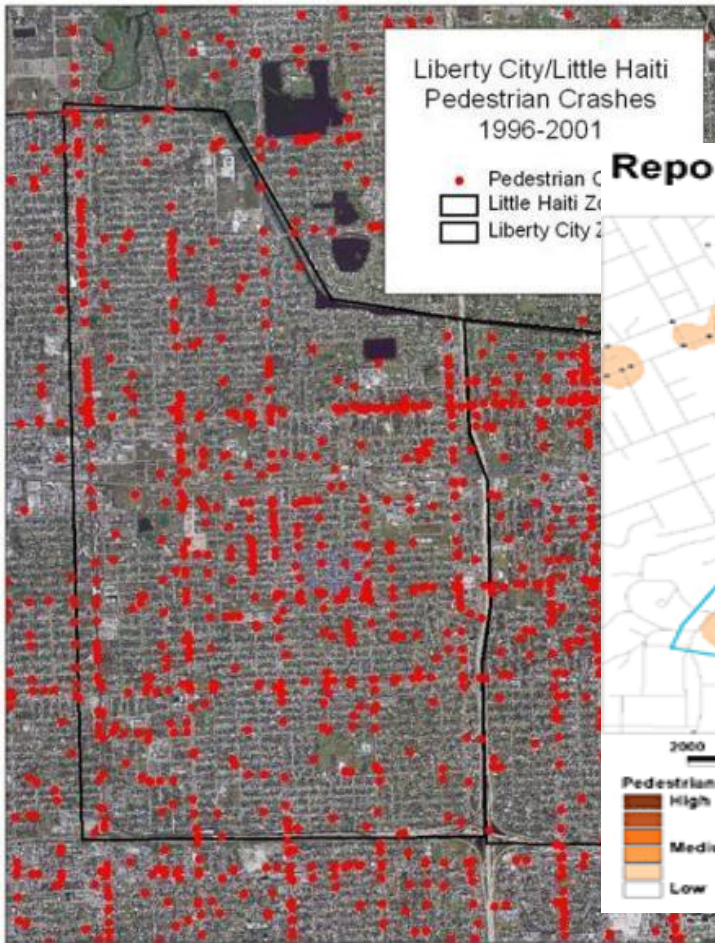 Liberty City/Little Haiti
Pedestrian Crashes
1996-2001
Pedestrian C
Little Haiti Zo
Liberty City Z
Repo
2000
Pedestrian
High
Medi
Low